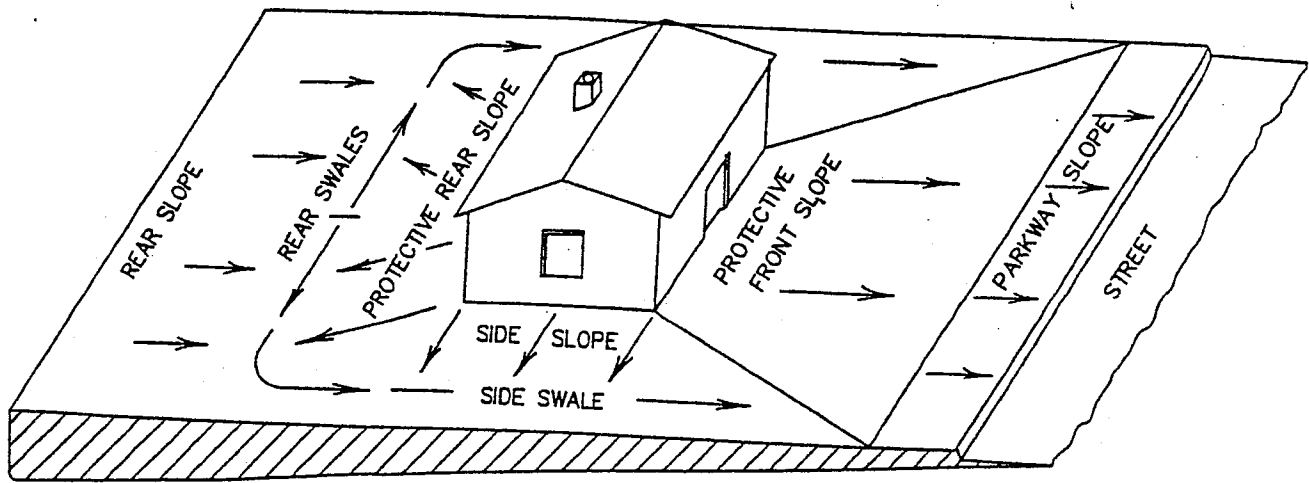 REAR SLOPE
REAR SWALES
PROTECTIVE REAR SLOPE
SIDE SLOPE
SIDE SWALE
PROTECTIVE
FRONT SLOPE
PARKWAY SLOPE
STREET